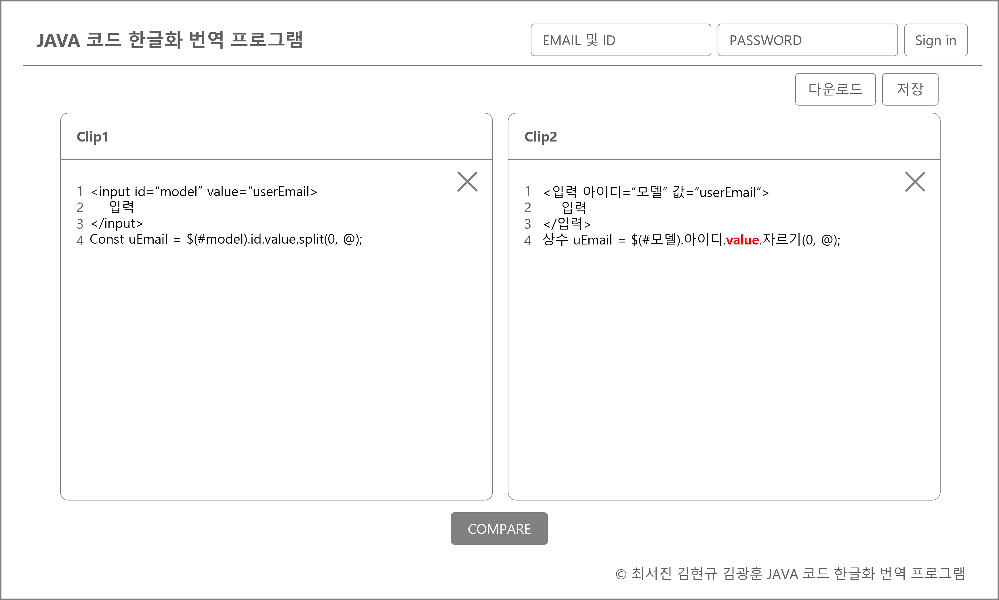 JAVA 코드 한글화 번역 프로그램
EMAIL 및 ID
PASSWORD
Sign in
다운로드
저장
Clip1
1 <input id=“model” value=“userEmail>
2 입력
3 </input>
4 Const uEmail = $(#model).id.value.split(0, @);
Clip2
1 <입력 아이디=“모델” 값=“userEmail“>
2 입력
3 </입력>
4 상수 uEmail = $(#모델).아이디.value.자르기(0, @);
COMPARE
© 최서진 김현규 김광훈 JAVA 코드 한글화 번역 프로그램